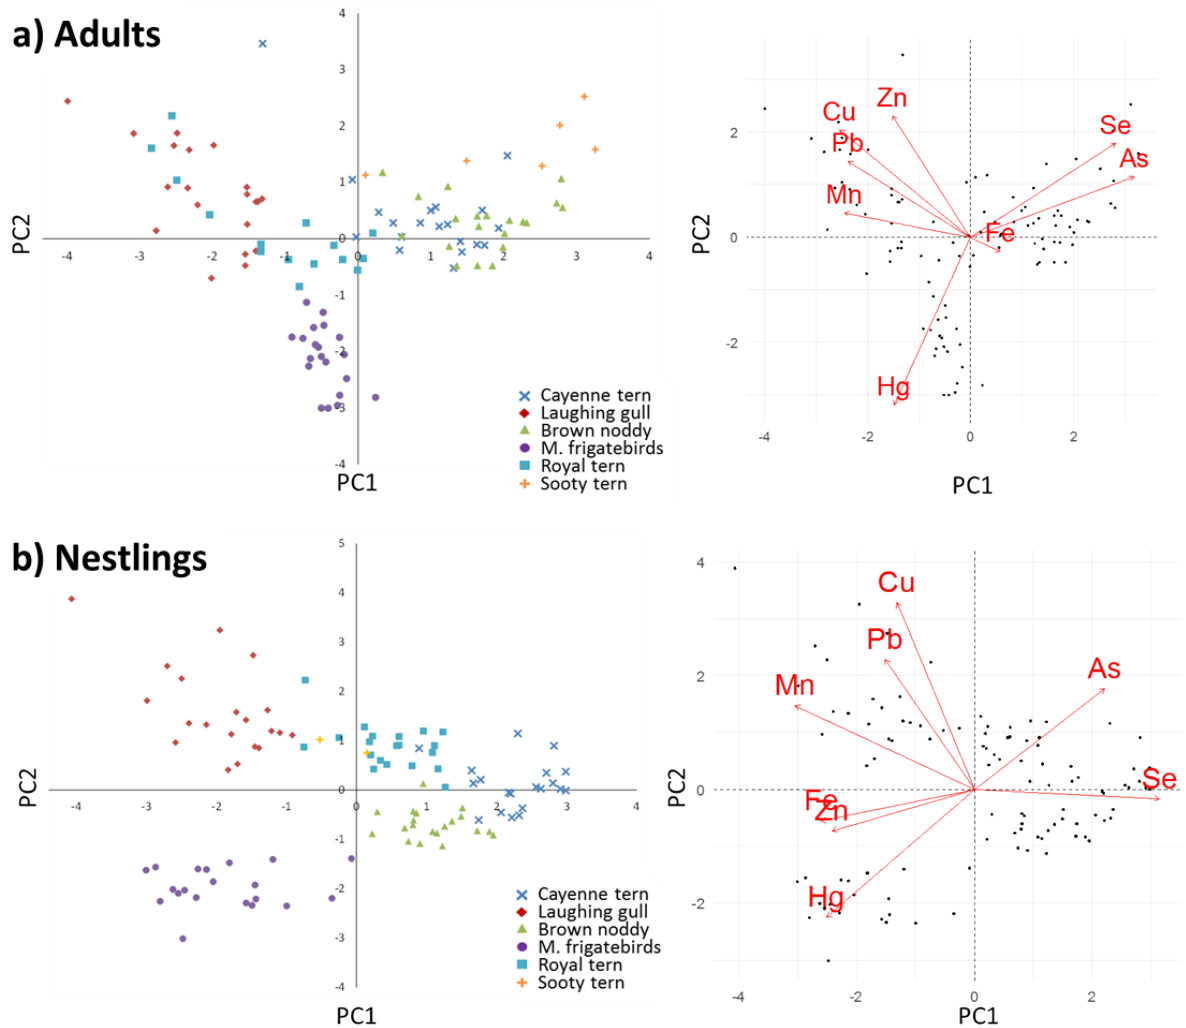 a) Adults
4
3
2
1
0
-1
-2
-3
-4
-4
-3
-2
-1
0
1
2
3
4
PC2
PC1
Cayenne tern
Laughing gull
Brown noddy
M. frigatebirds
Royal tern
Sooty tern
Zn
Cu
Pb
Mn
Se
As
Fe
Hg
2
0
-2
-4
-2
0
2
PC2
PC1
b) Nestlings
5
4
3
2
1
0
-1
-2
-3
-4
-4
-3
-2
-1
0
1
2
3
4
PC2
PC1
Cayenne tern
Laughing gull
Brown noddy
M. frigatebirds
Royal tern
Sooty tern
Cu
Pb
Mn
As
Se
Fe
Zn
Hg
4
2
0
-2
-4
-2
0
2
PC2
PC1